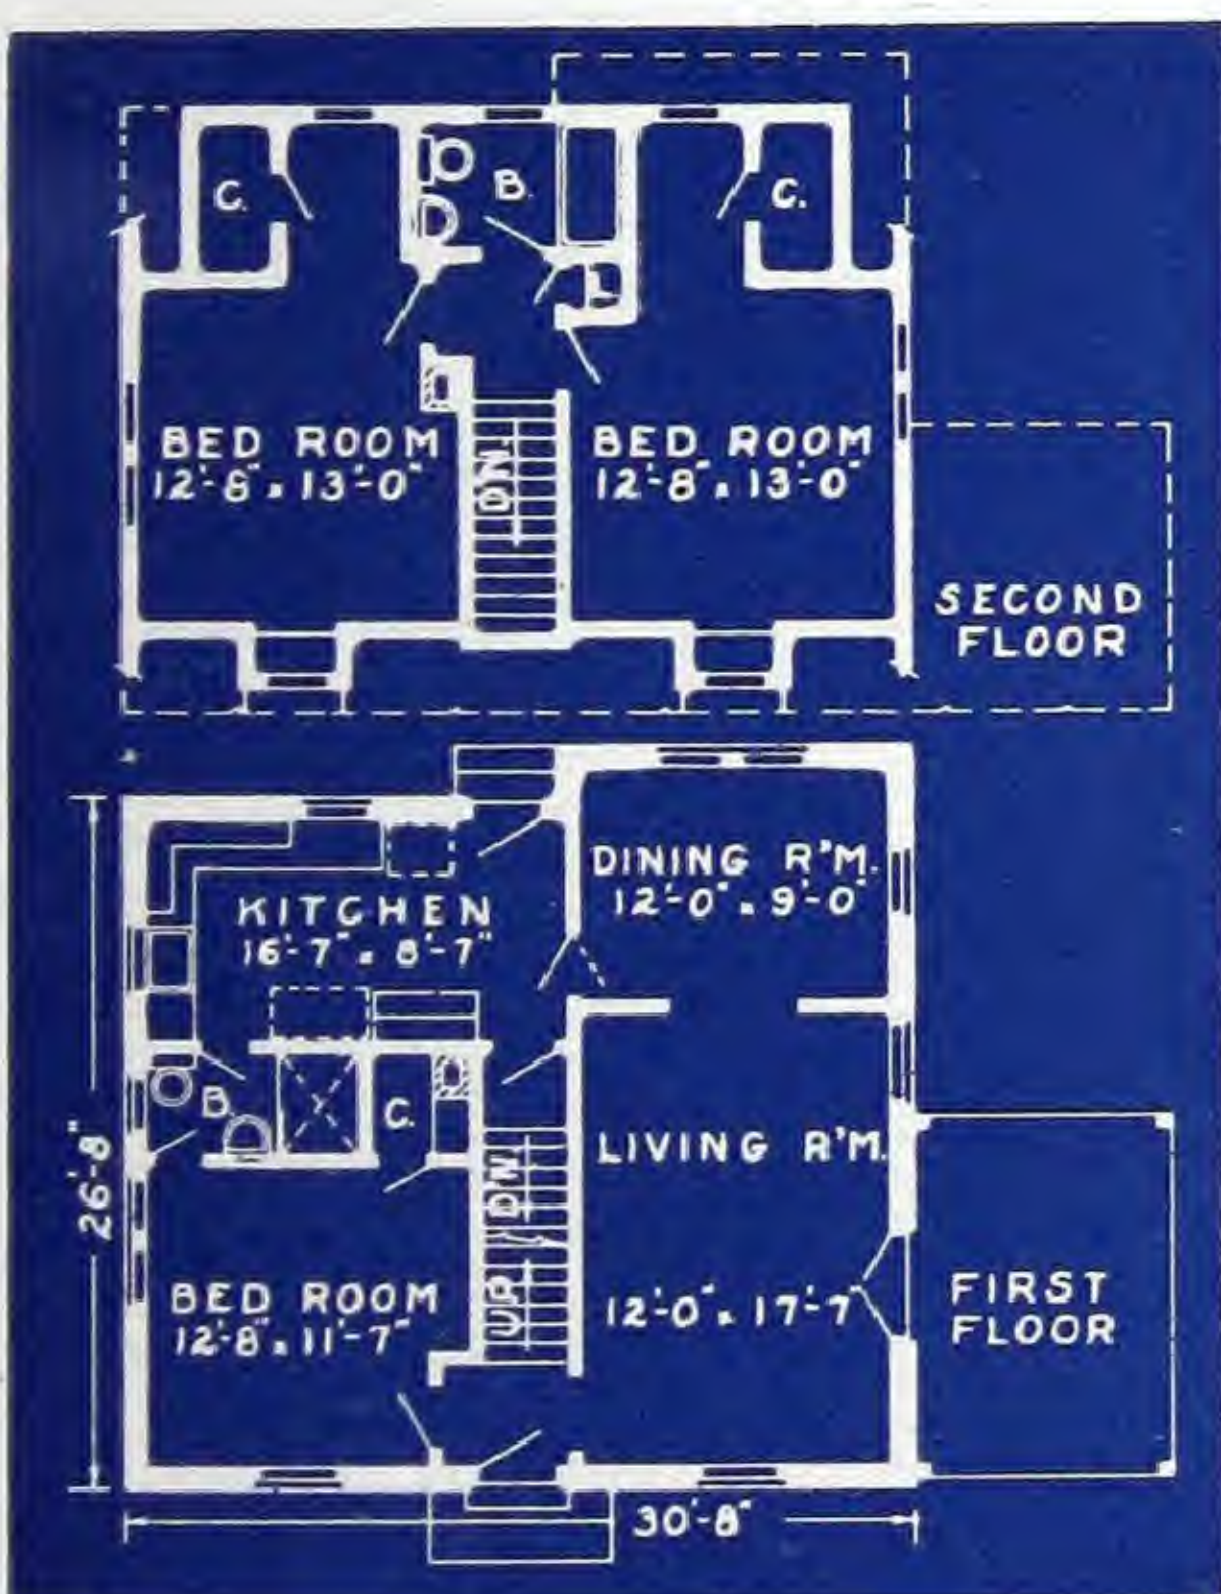 C.
B.
C.
L
BED ROOM
12'-8" x 13'-0"
DN.
BED ROOM
12'-8" x 13'-0"
SECOND
FLOOR
DINING R'M.
12'-0" x 9'-0"
KITCHEN
16'-7" x 8'-7"
B.
C.
LIVING R'M.
12'-0" x 17'-7"
DN
UP
BED ROOM
12'-8" x 11'-7"
FIRST
FLOOR
26'-8"
30'-8"